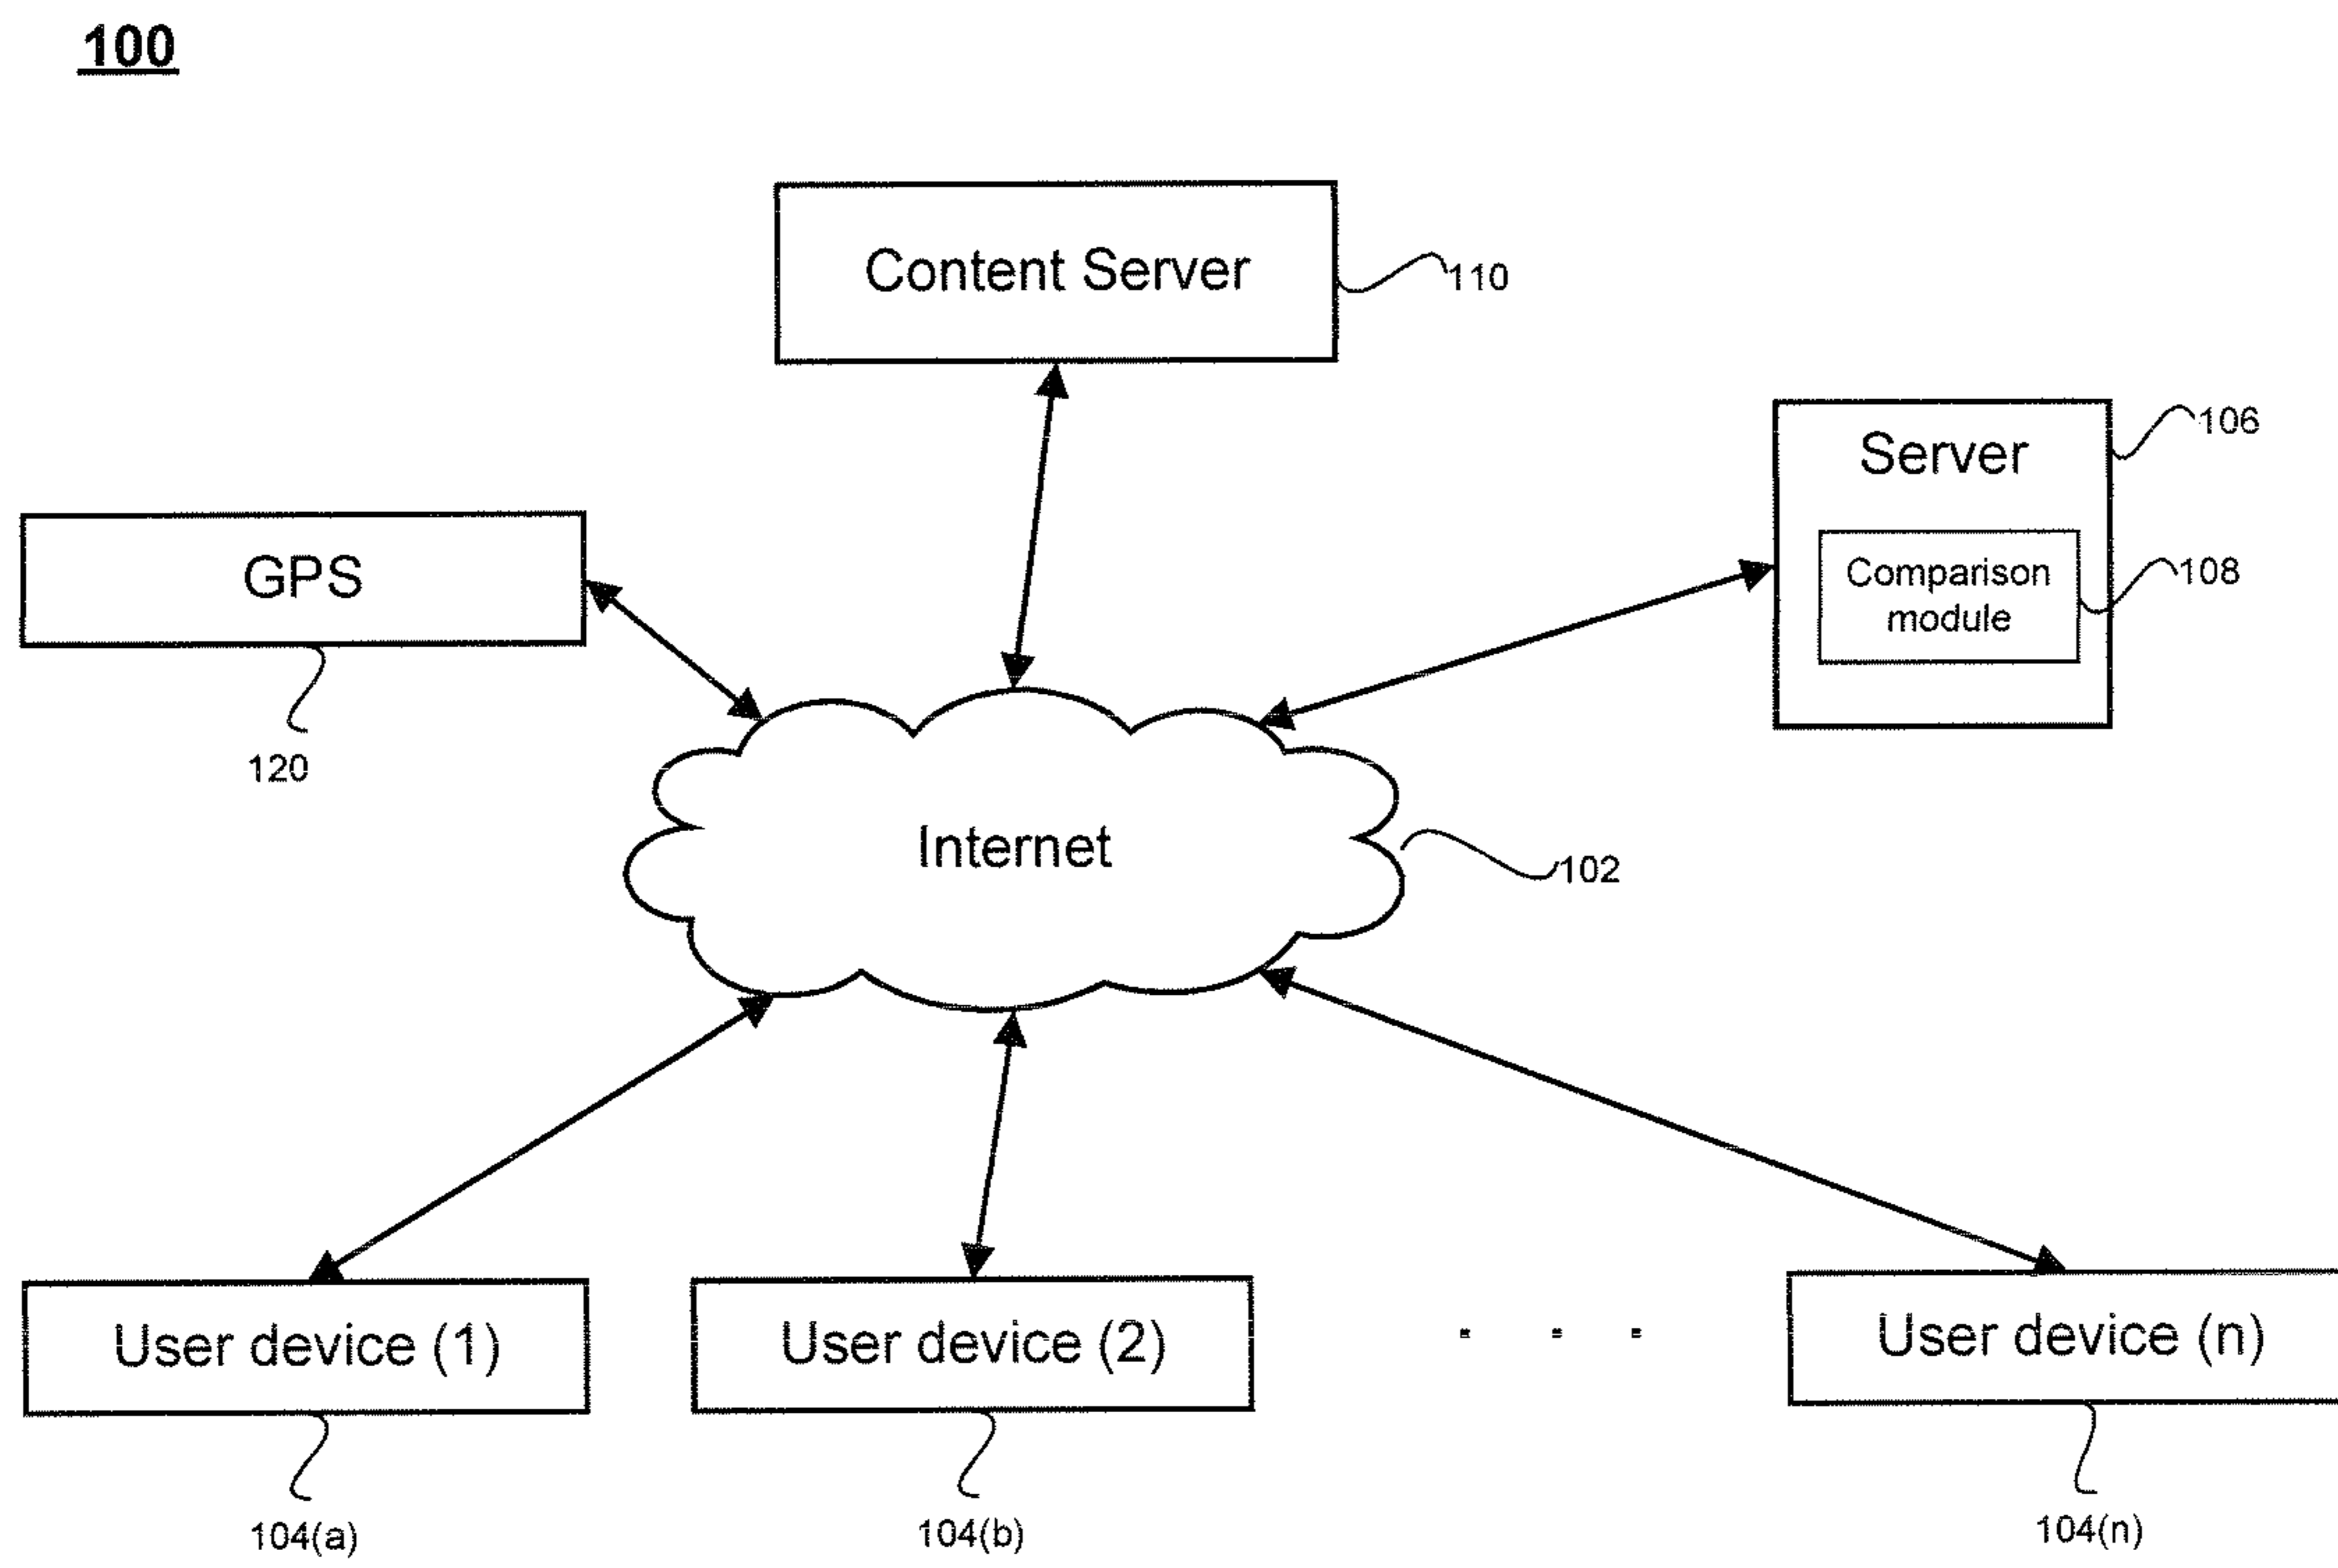 100
Content Server
110
106
Server
GPS
Comparison
module
108
120
Internet
102
User device (1)
User device (2)
. . .
User device (n)
104(a)
104(b)
104(n)